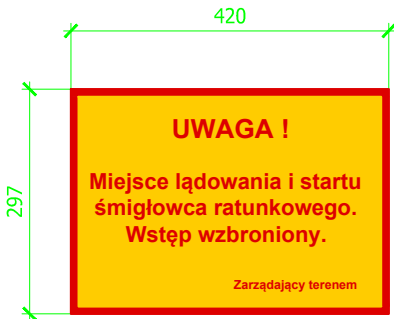 420
297
UWAGA !
Miejsce lądowania i startu
śmigłowca ratunkowego.
Wstęp wzbroniony.
Zarządający terenem